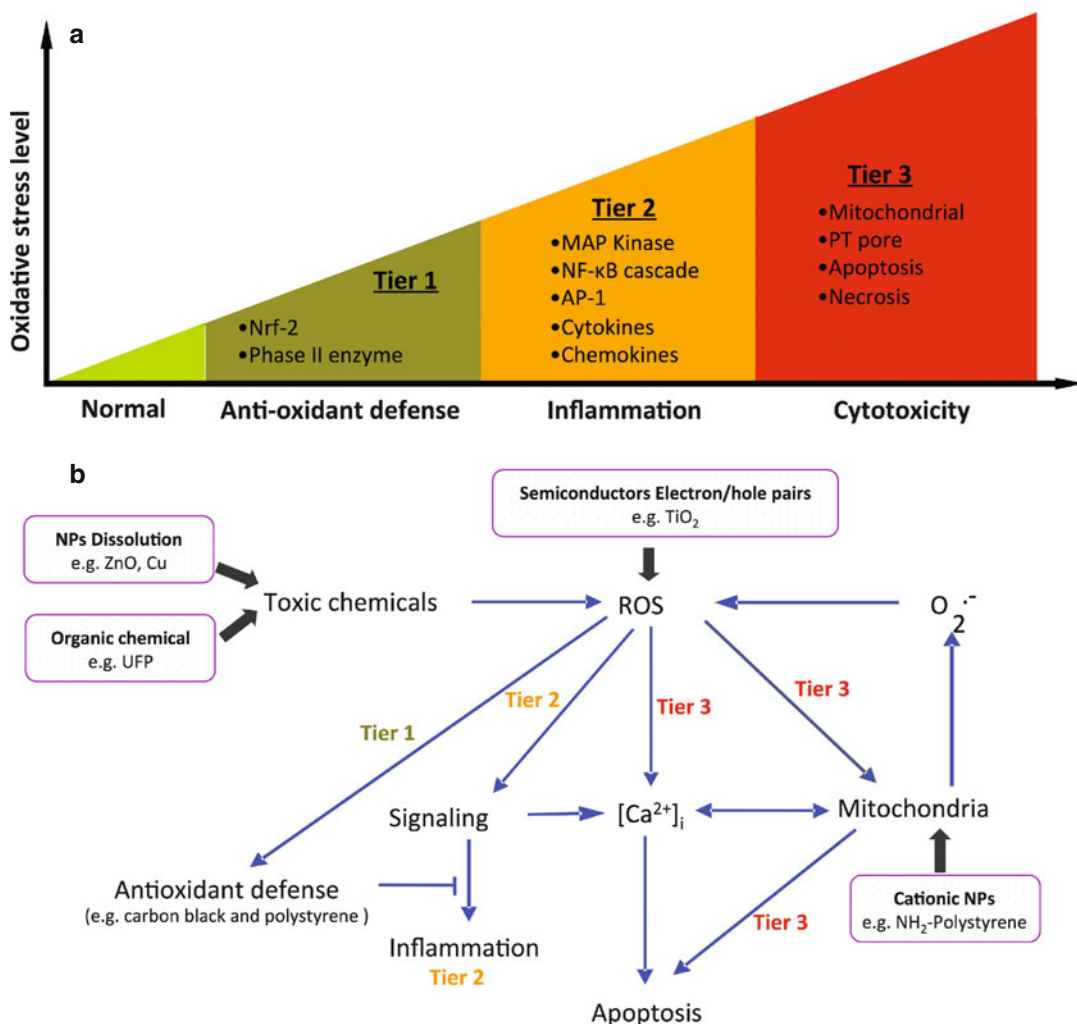 a
Oxidative stress level
Tier 1
•Nrf-2
•Phase II enzyme
Tier 2
•MAP Kinase
•NF-κB cascade
•AP-1
•Cytokines
•Chemokines
Tier 3
•Mitochondrial
•PT pore
•Apoptosis
•Necrosis
Normal
Anti-oxidant defense
Inflammation
Cytotoxicity
b
Semiconductors Electron/hole pairs
e.g. TiO₂
NPs Dissolution
e.g. ZnO, Cu
Organic chemical
e.g. UFP
Toxic chemicals
ROS
O₂·⁻
Tier 1
Tier 2
Tier 3
Tier 3
Signaling
[Ca²⁺]ᵢ
Mitochondria
Antioxidant defense
(e.g. carbon black and polystyrene )
Cationic NPs
e.g. NH₂-Polystyrene
Inflammation
Tier 2
Tier 3
Apoptosis